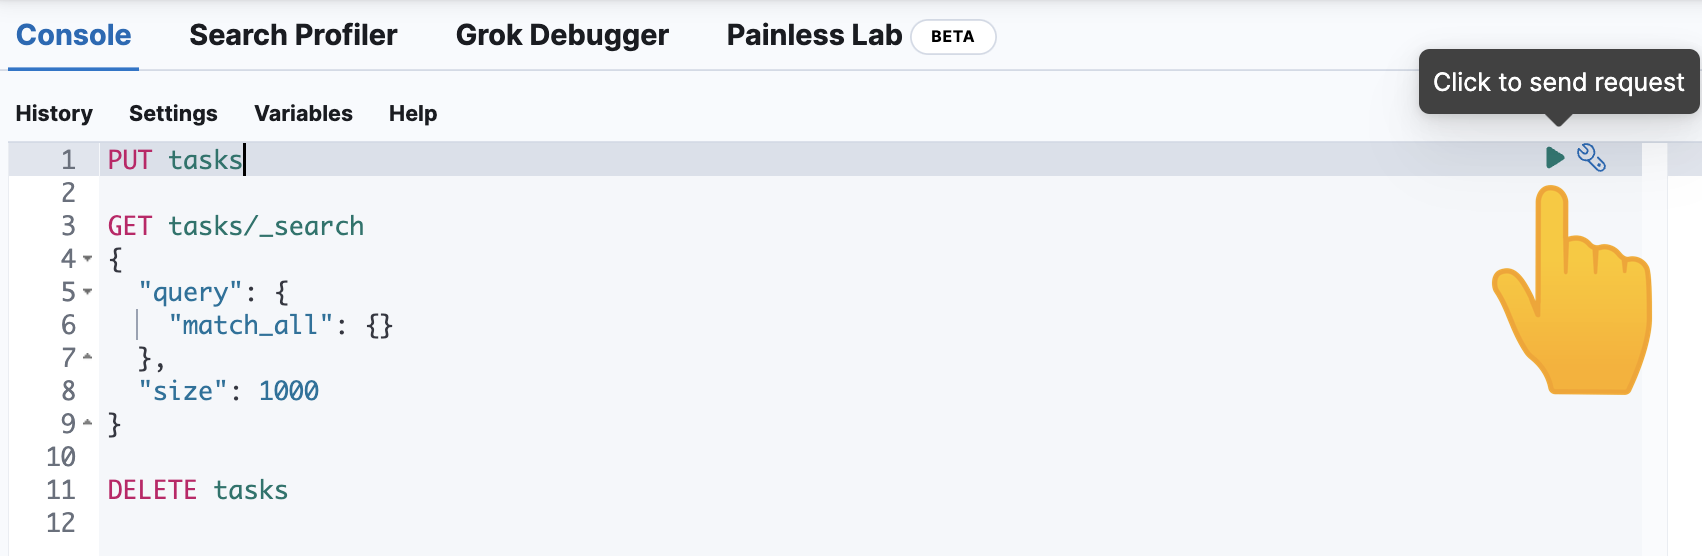 Console Search Profiler Grok Debugger Painless Lab BETA
Click to send request
History Settings Variables Help
1 PUT tasks
2
3 GET tasks/_search
4 {
5 "query": {
6 "match_all": {}
7 },
8 "size": 1000
9 }
10
11 DELETE tasks
12